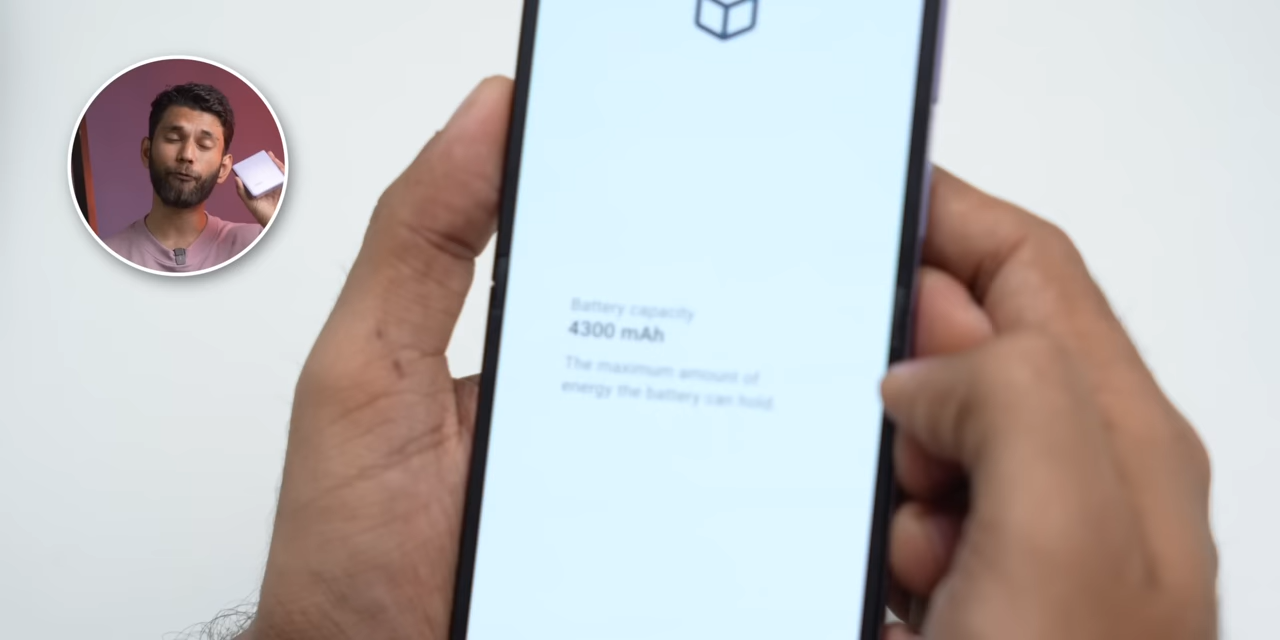 Battery capacity
4300 mAh
The maximum amount of
energy the battery can hold.